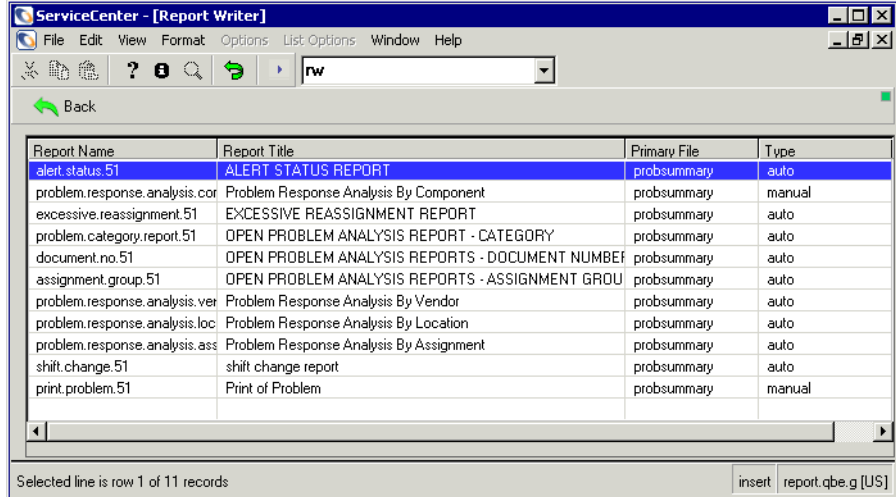 ServiceCenter - [Report Writer]
File Edit View Format Options List Options Window Help
rw
Back
Report Name Report Title Primary File Type
alert.status.51 ALERT STATUS REPORT probsummary auto
problem.response.analysis.cor Problem Response Analysis By Component probsummary manual
excessive.reassignment.51 EXCESSIVE REASSIGNMENT REPORT probsummary auto
problem.category.report.51 OPEN PROBLEM ANALYSIS REPORT - CATEGORY probsummary auto
document.no.51 OPEN PROBLEM ANALYSIS REPORTS - DOCUMENT NUMBER probsummary auto
assignment.group.51 OPEN PROBLEM ANALYSIS REPORTS - ASSIGNMENT GROU probsummary auto
problem.response.analysis.ver Problem Response Analysis By Vendor probsummary auto
problem.response.analysis.loc Problem Response Analysis By Location probsummary auto
problem.response.analysis.ass Problem Response Analysis By Assignment probsummary auto
shift.change.51 shift change report probsummary auto
print.problem.51 Print of Problem probsummary manual
Selected line is row 1 of 11 records insert report.qbe.g [US]